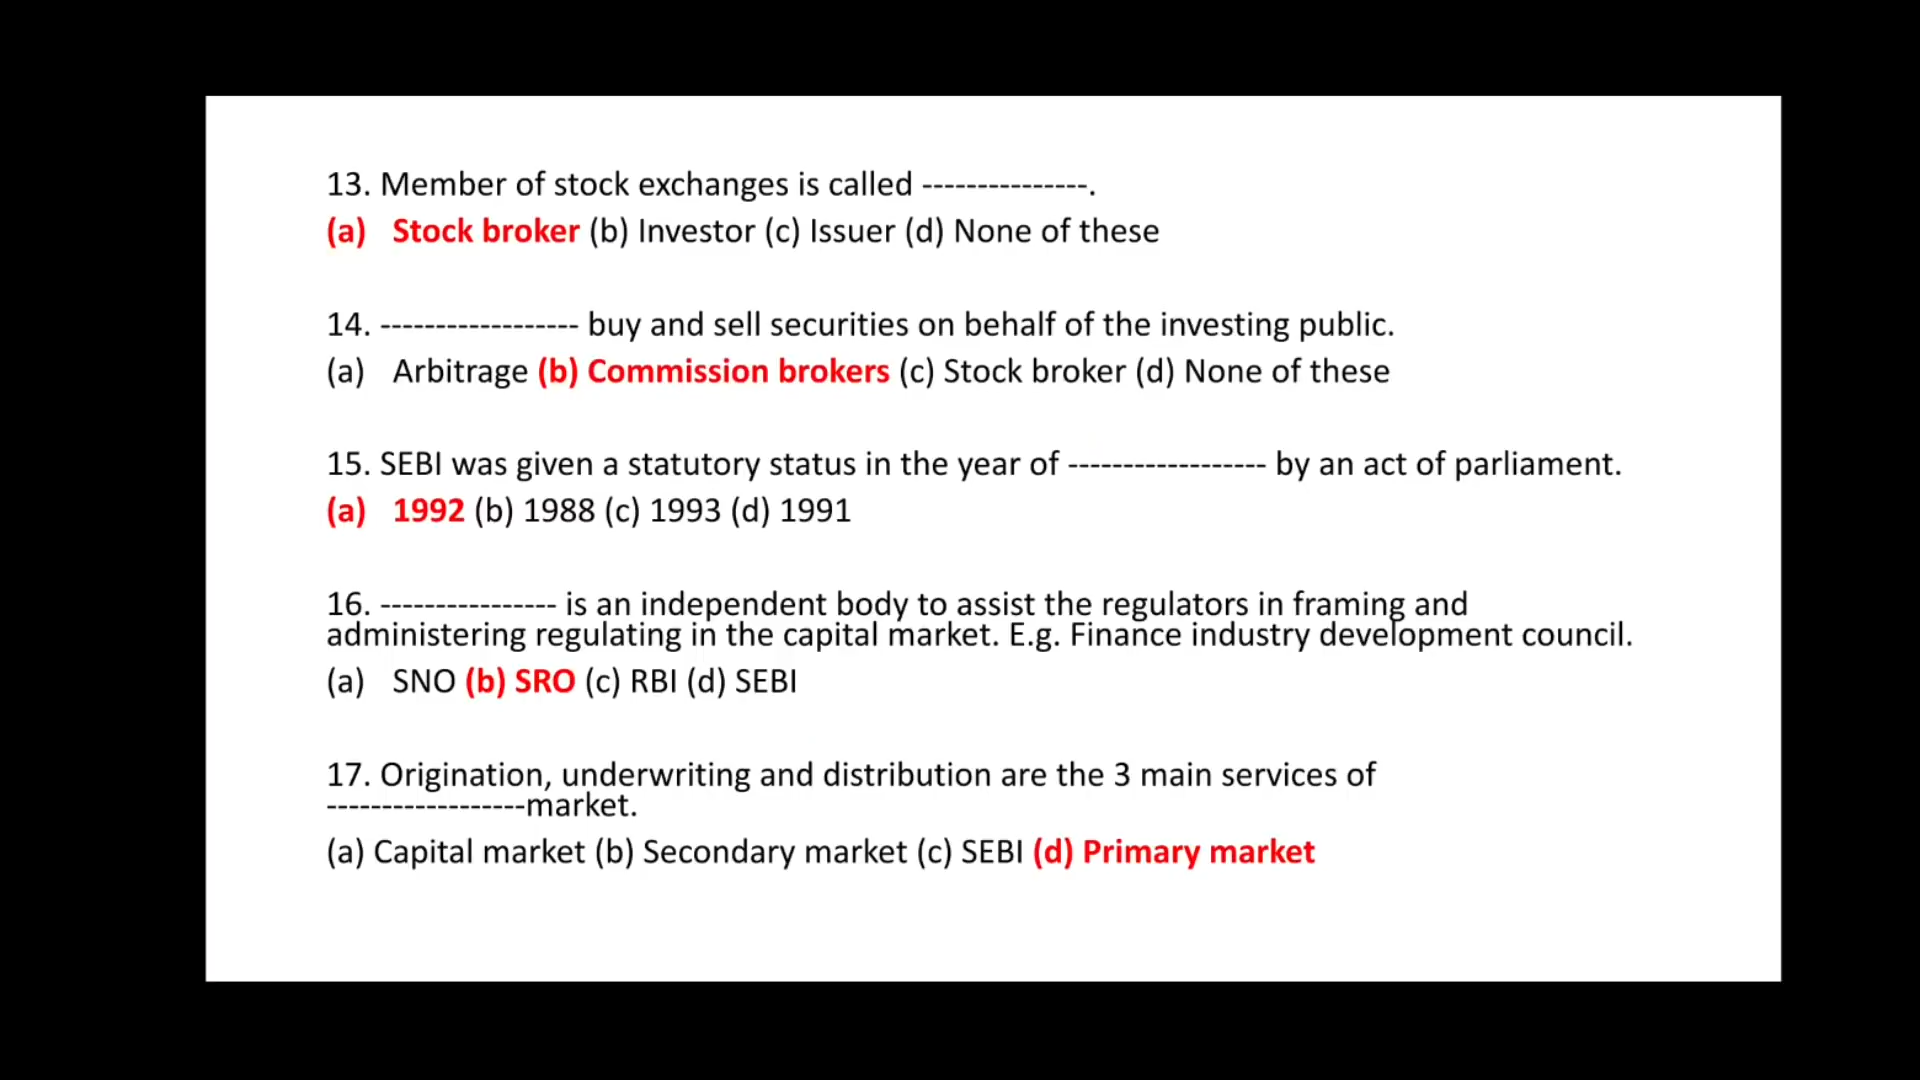 13. Member of stock exchanges is called ---------------.
(a) Stock broker (b) Investor (c) Issuer (d) None of these
14. ------------------ buy and sell securities on behalf of the investing public.
(a) Arbitrage (b) Commission brokers (c) Stock broker (d) None of these
15. SEBI was given a statutory status in the year of ------------------ by an act of parliament.
(a) 1992 (b) 1988 (c) 1993 (d) 1991
16. ---------------- is an independent body to assist the regulators in framing and
administering regulating in the capital market. E.g. Finance industry development council.
(a) SNO (b) SRO (c) RBI (d) SEBI
17. Origination, underwriting and distribution are the 3 main services of
------------------market.
(a) Capital market (b) Secondary market (c) SEBI (d) Primary market